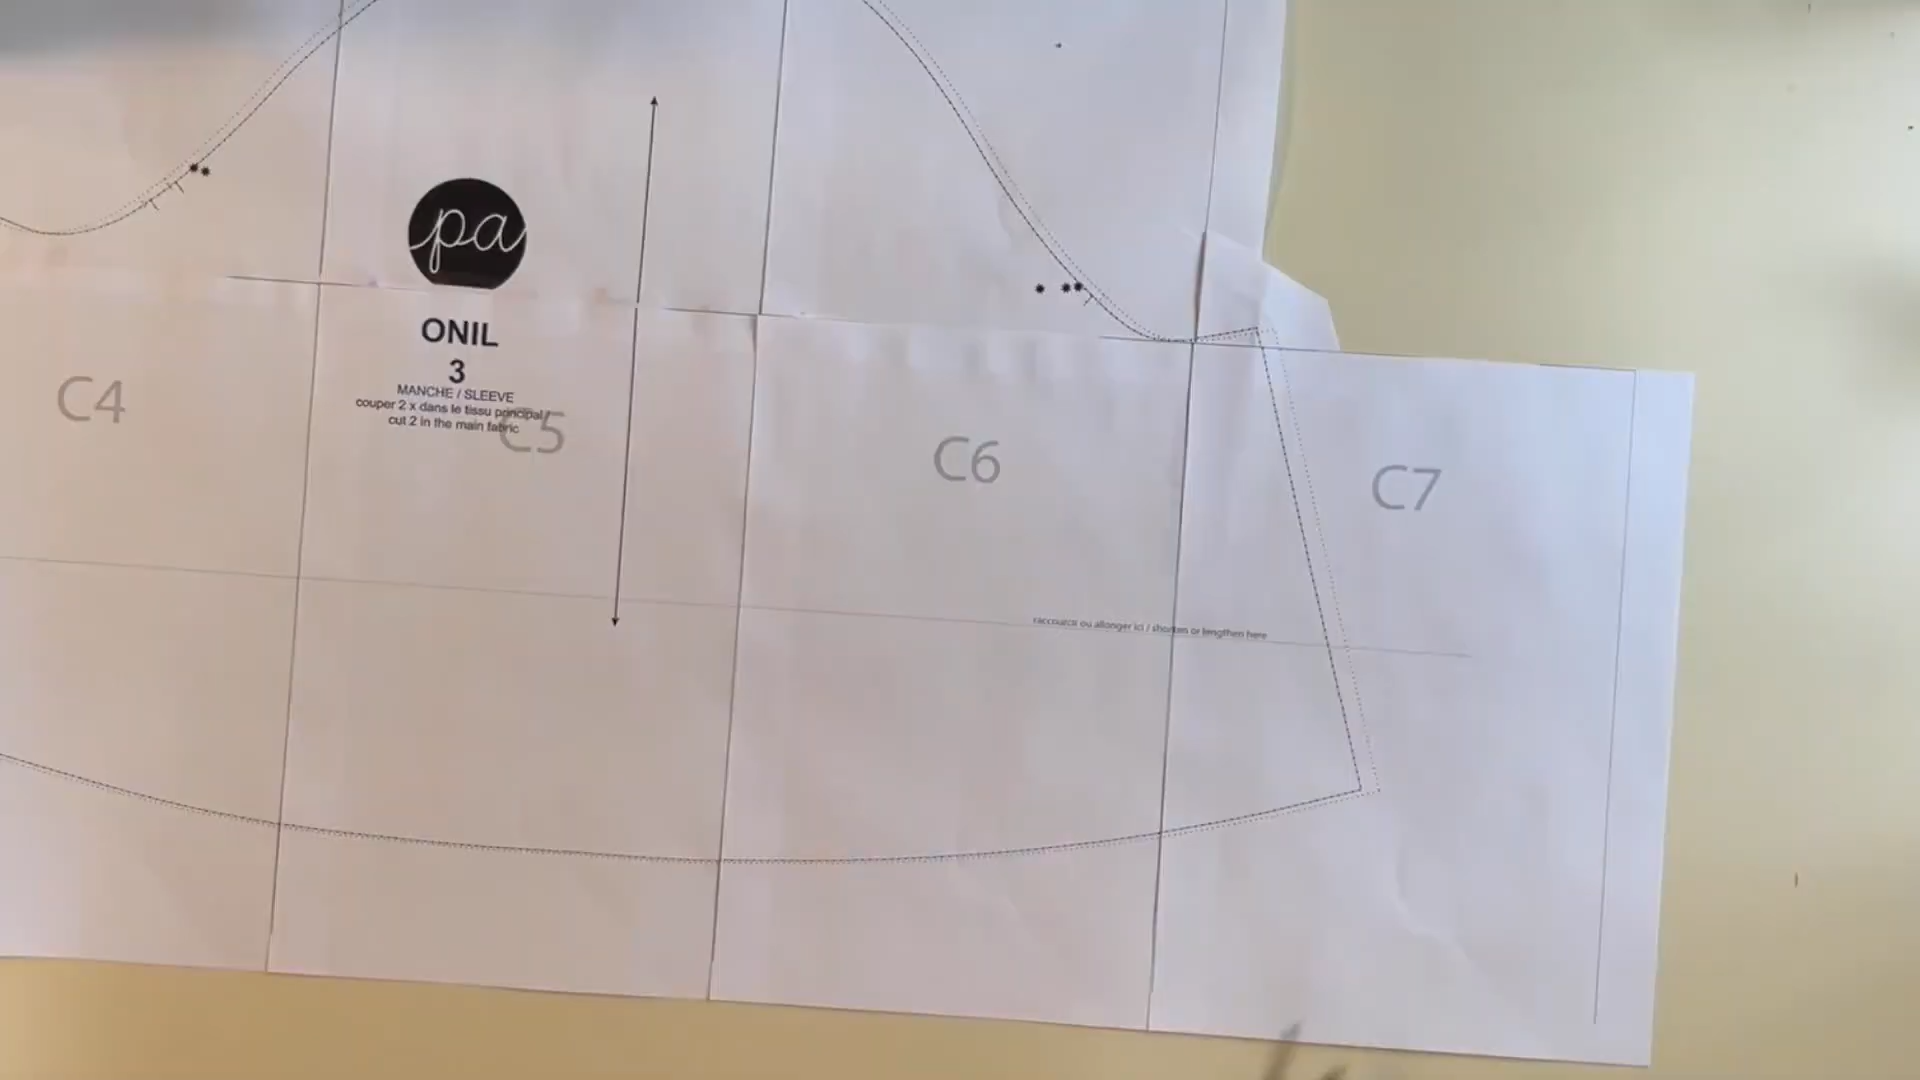 pa
ONIL
3
MANCHE / SLEEVE
couper 2 x dans le tissu principal /
cut 2 in the main fabric
C4
C5
C6
C7
raccourcir ou allonger ici / shorten or lengthen here